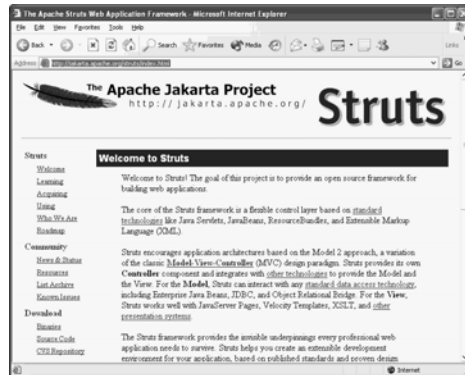 The Apache Struts Web Application Framework - Microsoft Internet Explorer
File Edit View Favorites Tools Help
Back Search Favorites Media Links
Address http://jakarta.apache.org/struts/index.html Go
The Apache Jakarta Project
http://jakarta.apache.org/
Struts
Struts
Welcome
Learning
Acquiring
Using
Who We Are
Roadmap
Community
News & Status
Resources
List Archive
Known Issues
Download
Binaries
Source Code
CVS Repository
Welcome to Struts
Welcome to Struts! The goal of this project is to provide an open source framework for
building web applications.
The core of the Struts framework is a flexible control layer based on standard
technologies like Java Servlets, JavaBeans, ResourceBundles, and Extensible Markup
Language (XML).
Struts encourages application architectures based on the Model 2 approach, a variation
of the classic Model-View-Controller (MVC) design paradigm. Struts provides its own
Controller component and integrates with other technologies to provide the Model and
the View. For the Model, Struts can interact with any standard data access technology,
including Enterprise Java Beans, JDBC, and Object Relational Bridge. For the View,
Struts works well with JavaServer Pages, Velocity Templates, XSLT, and other
presentation systems.
The Struts framework provides the invisible underpinnings every professional web
application needs to survive. Struts helps you create an extensible development
environment for your application, based on published standards and proven design
Internet